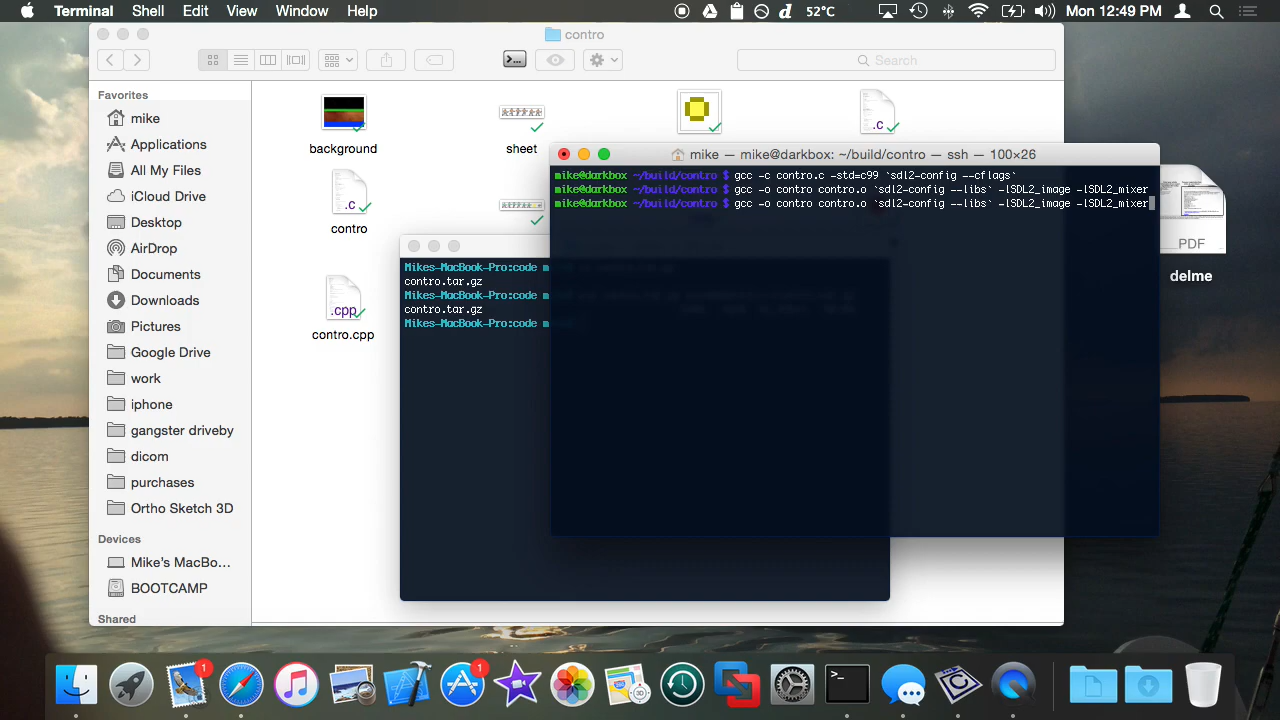 Terminal Shell Edit View Window Help 52°C Mon 12:49 PM
contro
Search
Favorites
mike
Applications
All My Files
iCloud Drive
Desktop
AirDrop
Documents
Downloads
Pictures
Google Drive
work
iphone
gangster driveby
dicom
purchases
Ortho Sketch 3D
Devices
Mike's MacBo...
BOOTCAMP
Shared
.c
background
sheet
.c
contro
.cpp
contro.cpp
mike — mike@darkbox: ~/build/contro — ssh — 100×26
mike@darkbox ~/build/contro $ gcc -c contro.c -std=c99 `sdl2-config --cflags`
mike@darkbox ~/build/contro $ gcc -o contro contro.o `sdl2-config --libs` -lSDL2_image -lSDL2_mixer
mike@darkbox ~/build/contro $ gcc -o contro contro.o `sdl2-config --libs` -lSDL2_image -lSDL2_mixer
Mikes-MacBook-Pro:code m
contro.tar.gz
Mikes-MacBook-Pro:code m
contro.tar.gz
Mikes-MacBook-Pro:code m
PDF
delme
1
1
3D
>_